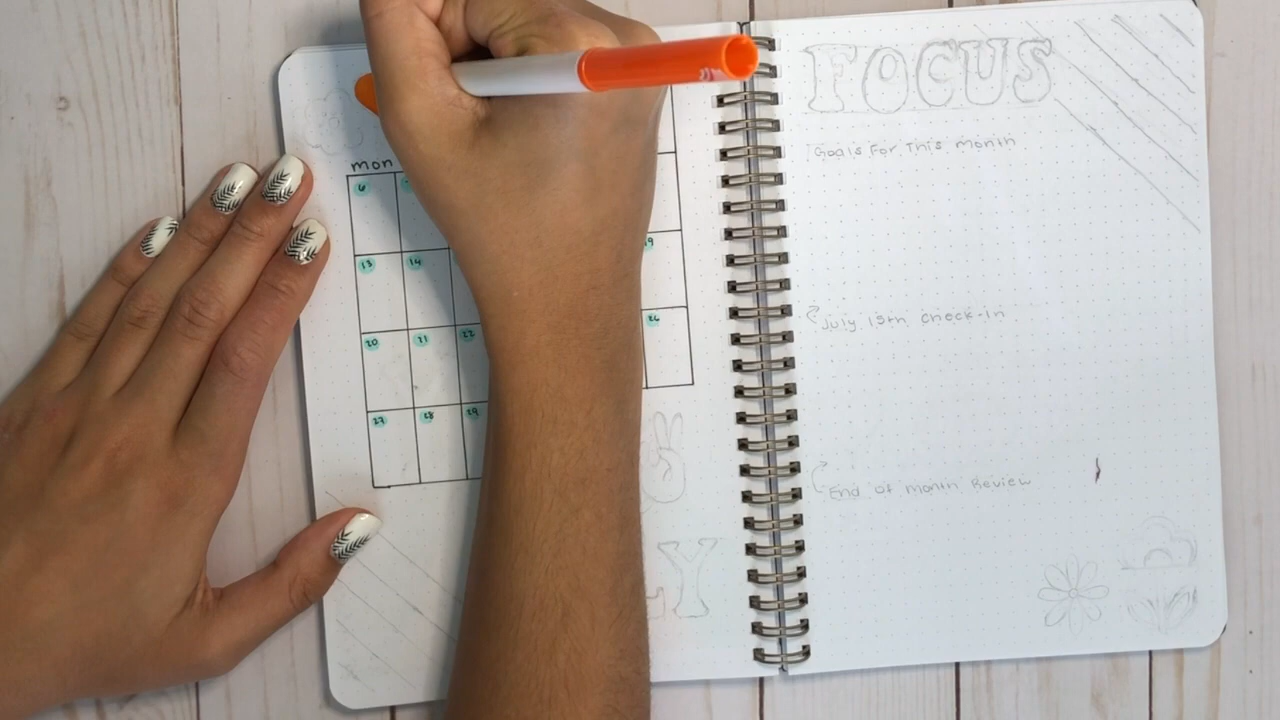 mon
6
13 14
19
20 21 22
26
27 28 29
LY
FOCUS
Goals For This month
July 15th check-in
End of month Review